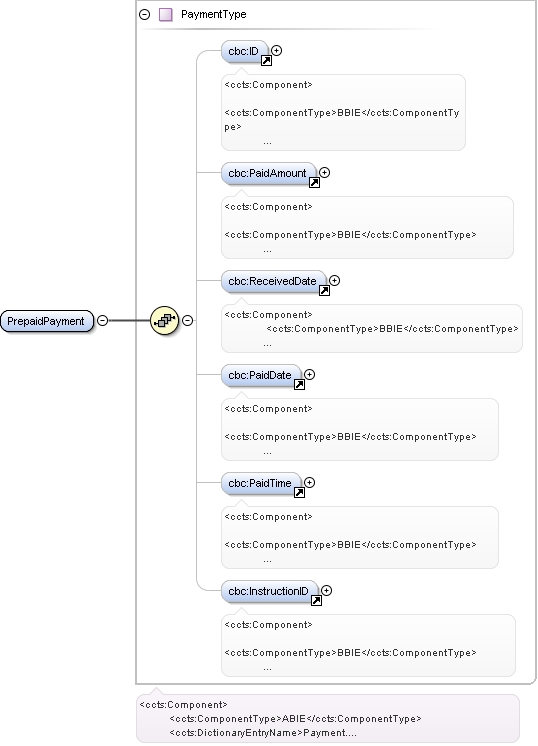 PaymentType
cbc:ID
<ccts:Component>
<ccts:ComponentType>BBIE</ccts:ComponentTy
pe>
...
cbc:PaidAmount
<ccts:Component>
<ccts:ComponentType>BBIE</ccts:ComponentType>
...
cbc:ReceivedDate
<ccts:Component>
<ccts:ComponentType>BBIE</ccts:ComponentType>
...
PrepaidPayment
cbc:PaidDate
<ccts:Component>
<ccts:ComponentType>BBIE</ccts:ComponentType>
...
cbc:PaidTime
<ccts:Component>
<ccts:ComponentType>BBIE</ccts:ComponentType>
...
cbc:InstructionID
<ccts:Component>
<ccts:ComponentType>BBIE</ccts:ComponentType>
...
<ccts:Component>
<ccts:ComponentType>ABIE</ccts:ComponentType>
<ccts:DictionaryEntryName>Payment....